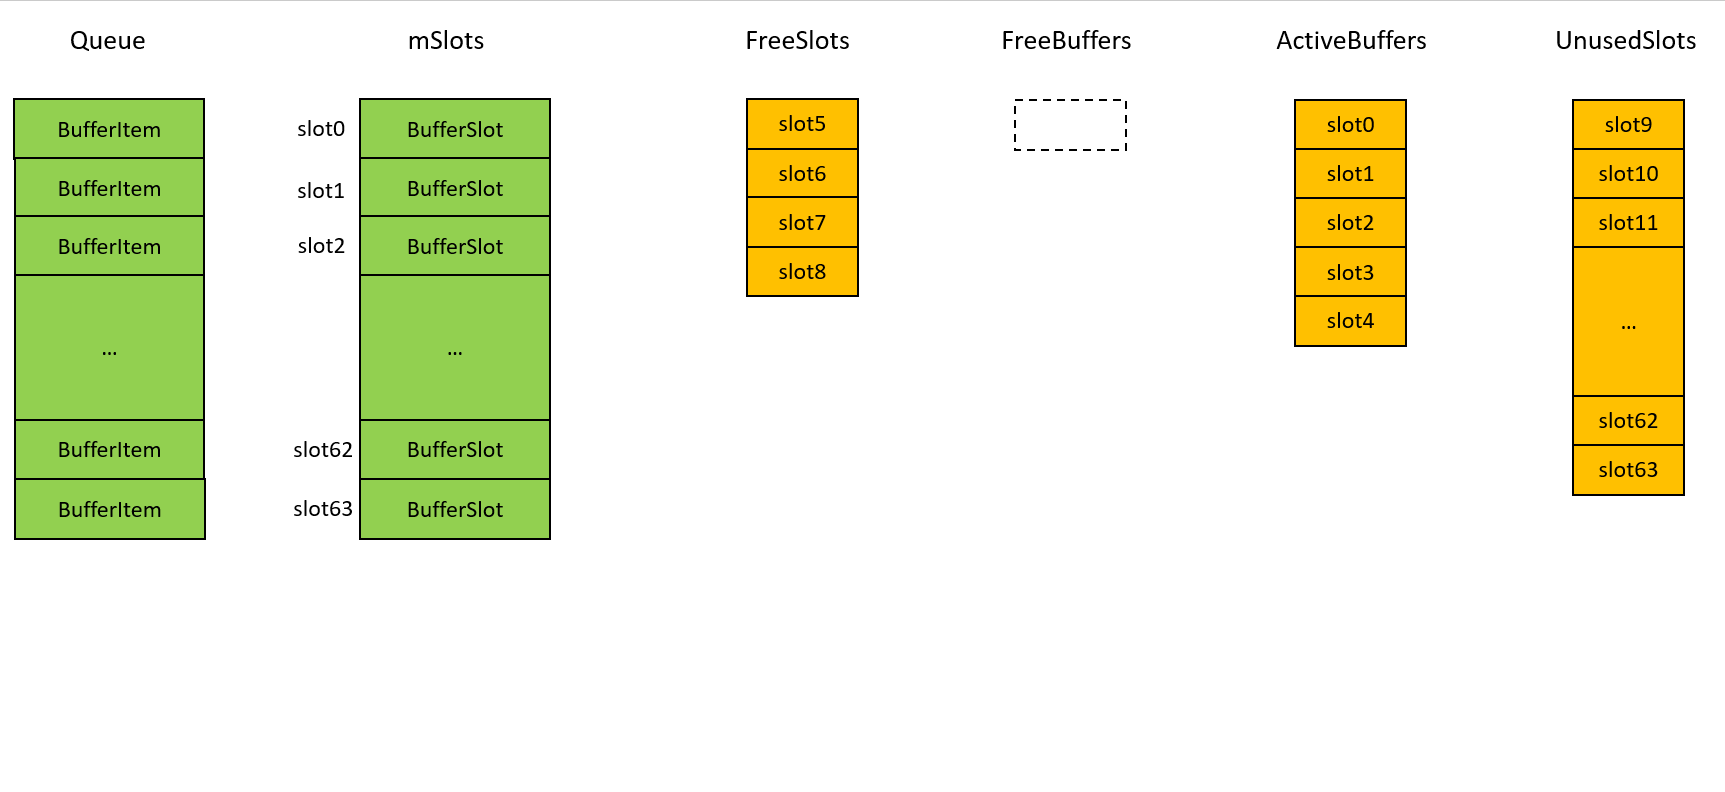 Queue
BufferItem
BufferItem
BufferItem
...
BufferItem
BufferItem
mSlots
slot0
BufferSlot
slot1
BufferSlot
slot2
BufferSlot
...
slot62
BufferSlot
slot63
BufferSlot
FreeSlots
slot5
slot6
slot7
slot8
FreeBuffers
ActiveBuffers
slot0
slot1
slot2
slot3
slot4
UnusedSlots
slot9
slot10
slot11
...
slot62
slot63